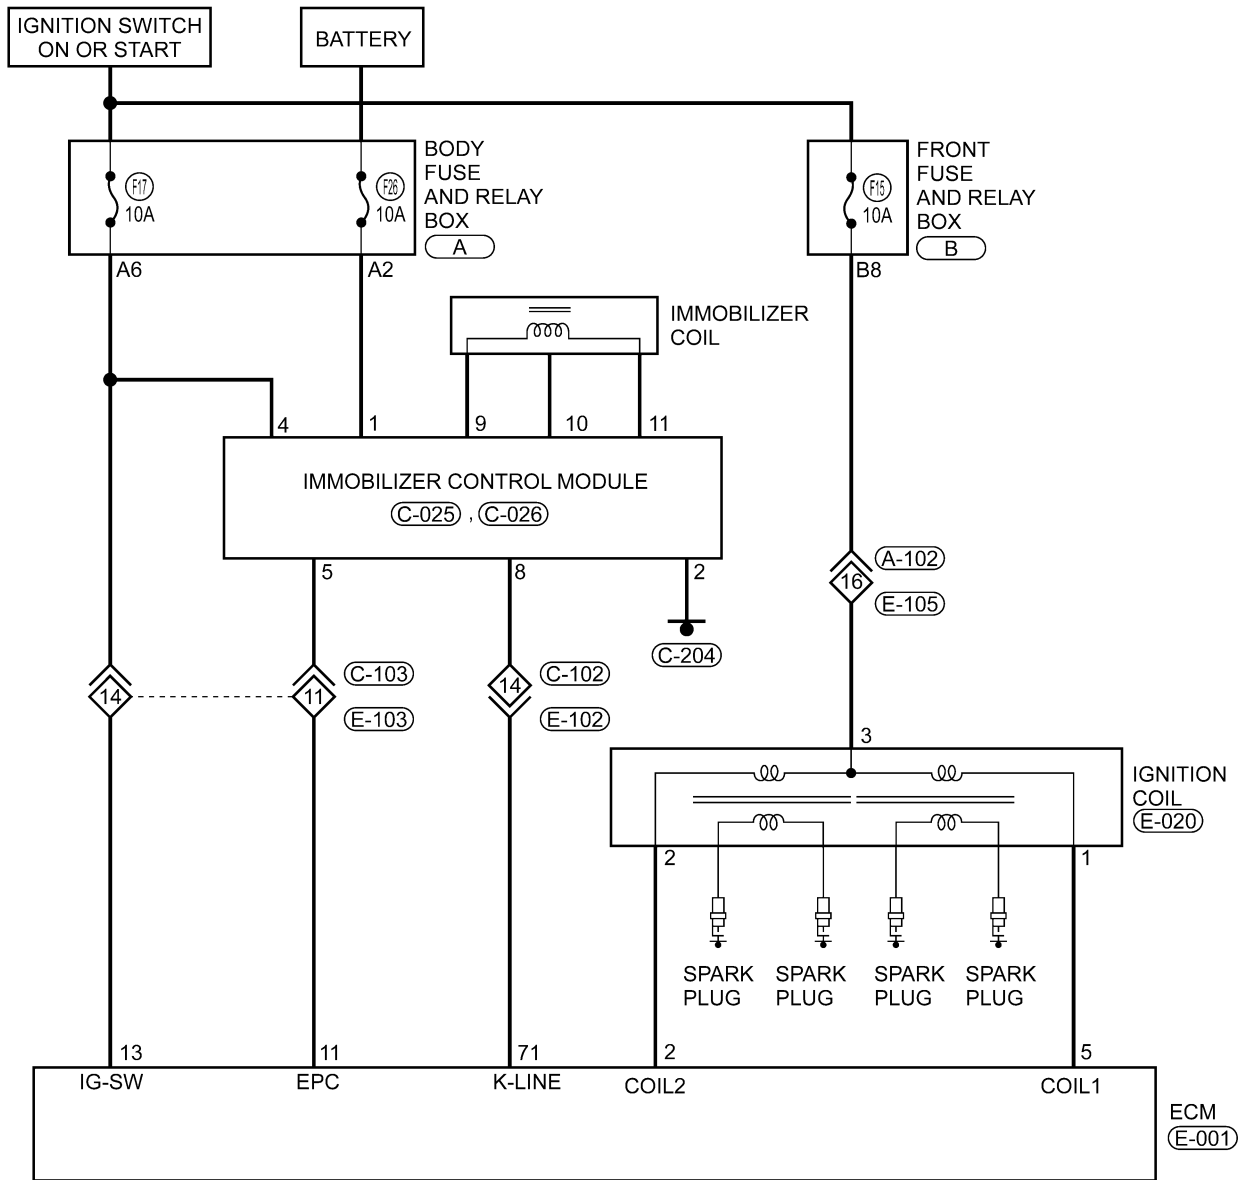 IGNITION SWITCH
ON OR START
BATTERY
F17
10A
F26
10A
BODY
FUSE
AND RELAY
BOX
A
F15
10A
FRONT
FUSE
AND RELAY
BOX
B
A6
A2
B8
IMMOBILIZER
COIL
4
1
9
10
11
IMMOBILIZER CONTROL MODULE
C-025 , C-026
5
8
2
C-204
A-102
16
E-105
14
11
C-103
E-103
14
C-102
E-102
3
IGNITION
COIL
E-020
2
1
SPARK
PLUG
SPARK
PLUG
SPARK
PLUG
SPARK
PLUG
13
11
71
2
5
IG-SW
EPC
K-LINE
COIL2
COIL1
ECM
E-001